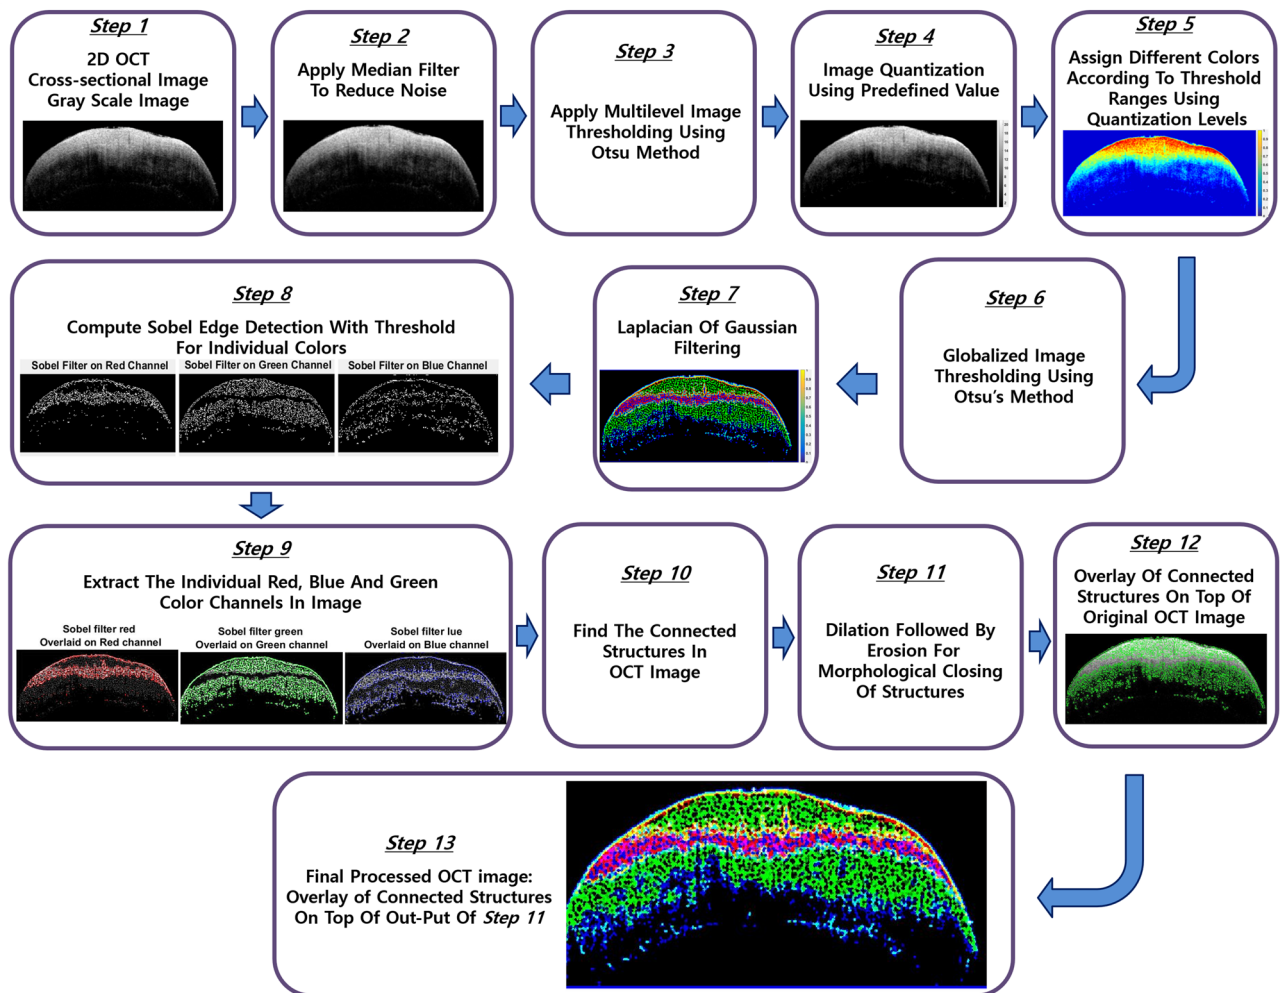 Step 1
2D OCT
Cross-sectional Image
Gray Scale Image
Step 2
Apply Median Filter
To Reduce Noise
Step 3
Apply Multilevel Image
Thresholding Using
Otsu Method
Step 4
Image Quantization
Using Predefined Value
Step 5
Assign Different Colors
According To Threshold
Ranges Using
Quantization Levels
Step 6
Globalized Image
Thresholding Using
Otsu's Method
Step 7
Laplacian Of Gaussian
Filtering
Step 8
Compute Sobel Edge Detection With Threshold
For Individual Colors
Sobel Filter on Red Channel
Sobel Filter on Green Channel
Sobel Filter on Blue Channel
Step 9
Extract The Individual Red, Blue And Green
Color Channels In Image
Sobel filter red
Overlaid on Red channel
Sobel filter green
Overlaid on Green channel
Sobel filter lue
Overlaid on Blue channel
Step 10
Find The Connected
Structures In
OCT Image
Step 11
Dilation Followed By
Erosion For
Morphological Closing
Of Structures
Step 12
Overlay Of Connected
Structures On Top Of
Original OCT Image
Step 13
Final Processed OCT image:
Overlay of Connected Structures
On Top Of Out-Put Of Step 11